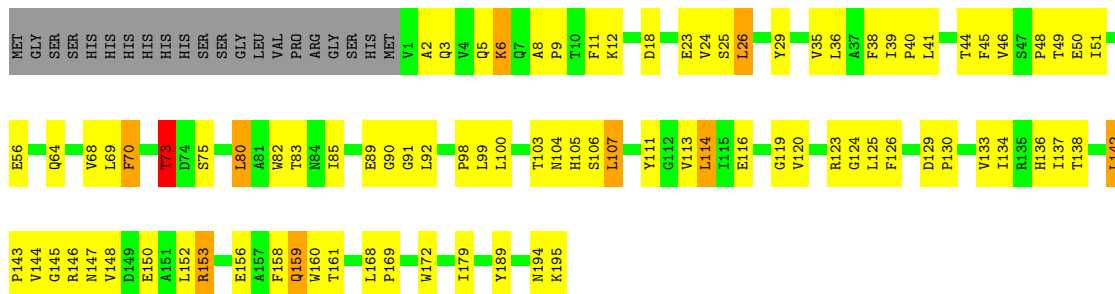 MET GLY SER SER HIS HIS HIS HIS HIS HIS SER SER GLY LEU VAL PRO ARG GLY SER HIS MET V1 A2 Q3 V4 Q5 K6 Q7 A8 P9 T10 F11 K12 D18 E23 V24 S25 L26 Y29 V35 L36 A37 F38 P39 P40 L41 T44 F45 V46 S47 P48 T49 E50 I51
E56 Q64 V68 L69 F70 T73 D74 S75 L80 A81 W82 T83 N84 I85 E89 G90 G91 L92 P98 L99 L100 T103 N104 H105 S106 L107 Y111 G112 V113 L114 I115 E116 G119 V120 R123 G124 L125 F126 D129 P130 V133 I134 R135 H136 I137 T138
P143 V144 G145 R146 N147 V148 D149 E150 A151 L152 R153 E156 A157 F158 Q159 W160 T161 L168 P169 W172 I179 Y189 N194 K195